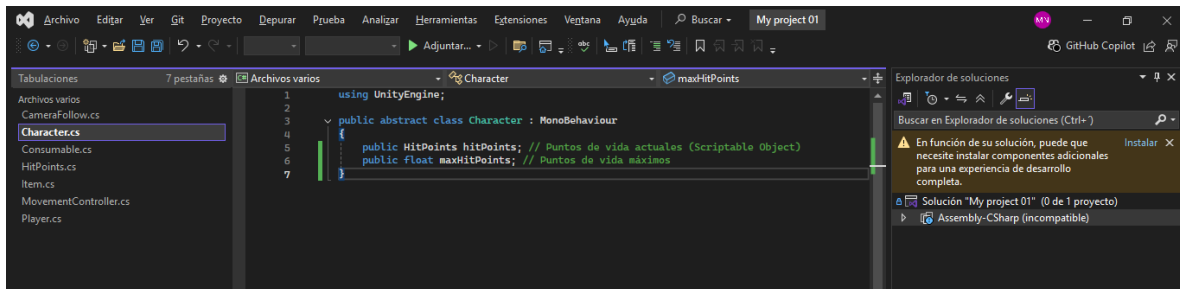 Archivo Editar Ver Git Proyecto Depurar Prueba Analizar Herramientas Extensiones Ventana Ayuda Buscar My project 01 MV
Adjuntar... GitHub Copilot
Tabulaciones 7 pestañas
Archivos varios
CameraFollow.cs
Character.cs
Consumable.cs
HitPoints.cs
Item.cs
MovementController.cs
Player.cs
C# Archivos varios Character maxHitPoints
1 using UnityEngine;
2
3 public abstract class Character : MonoBehaviour
4 {
5 public HitPoints hitPoints; // Puntos de vida actuales (Scriptable Object)
6 public float maxHitPoints; // Puntos de vida máximos
7 }
Explorador de soluciones
Buscar en Explorador de soluciones (Ctrl+´)
En función de su solución, puede que Instalar
necesite instalar componentes adicionales
para una experiencia de desarrollo
completa.
Solución "My project 01" (0 de 1 proyecto)
Assembly-CSharp (incompatible)